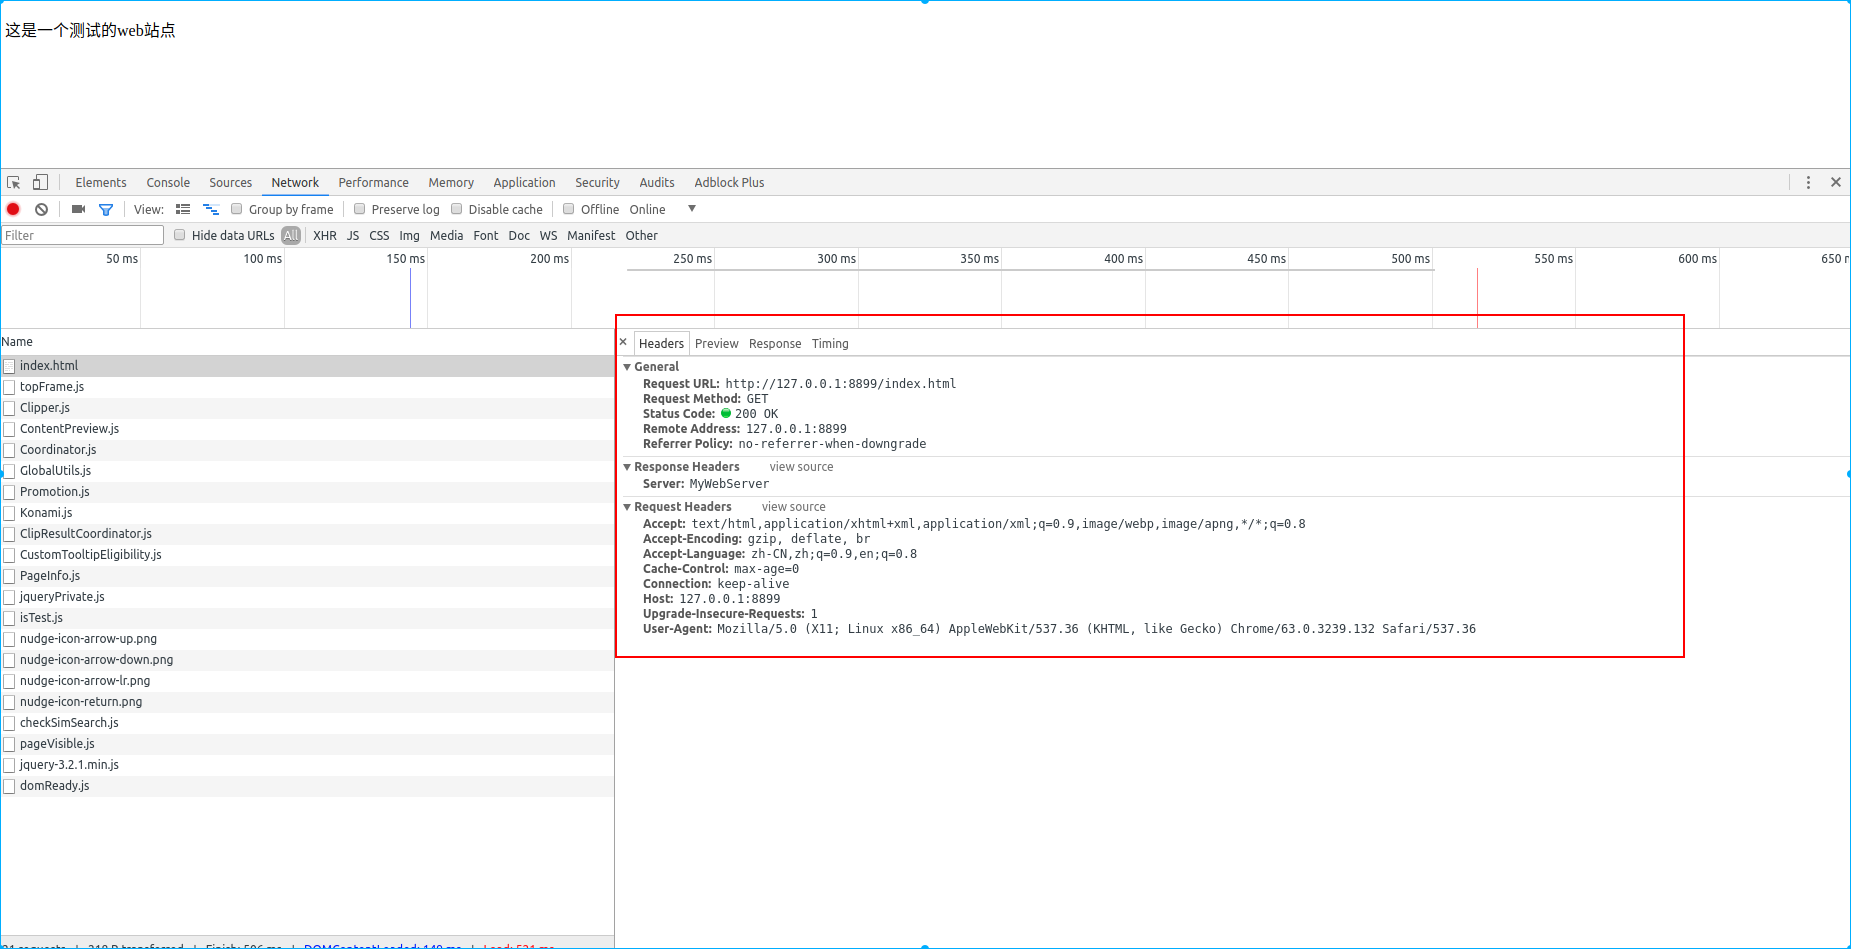 这是一个测试的web站点
Elements Console Sources Network Performance Memory Application Security Audits Adblock Plus
View: Group by frame Preserve log Disable cache Offline Online
Filter Hide data URLs All XHR JS CSS Img Media Font Doc WS Manifest Other
50 ms 100 ms 150 ms 200 ms 250 ms 300 ms 350 ms 400 ms 450 ms 500 ms 550 ms 600 ms 650
Name
index.html
topFrame.js
Clipper.js
ContentPreview.js
Coordinator.js
GlobalUtils.js
Promotion.js
Konami.js
ClipResultCoordinator.js
CustomTooltipEligibility.js
PageInfo.js
jqueryPrivate.js
isTest.js
nudge-icon-arrow-up.png
nudge-icon-arrow-down.png
nudge-icon-arrow-lr.png
nudge-icon-return.png
checkSimSearch.js
pageVisible.js
jquery-3.2.1.min.js
domReady.js
Headers Preview Response Timing
General
Request URL: http://127.0.0.1:8899/index.html
Request Method: GET
Status Code: 200 OK
Remote Address: 127.0.0.1:8899
Referrer Policy: no-referrer-when-downgrade
Response Headers view source
Server: MyWebServer
Request Headers view source
Accept: text/html,application/xhtml+xml,application/xml;q=0.9,image/webp,image/apng,*/*;q=0.8
Accept-Encoding: gzip, deflate, br
Accept-Language: zh-CN,zh;q=0.9,en;q=0.8
Cache-Control: max-age=0
Connection: keep-alive
Host: 127.0.0.1:8899
Upgrade-Insecure-Requests: 1
User-Agent: Mozilla/5.0 (X11; Linux x86_64) AppleWebKit/537.36 (KHTML, like Gecko) Chrome/63.0.3239.132 Safari/537.36